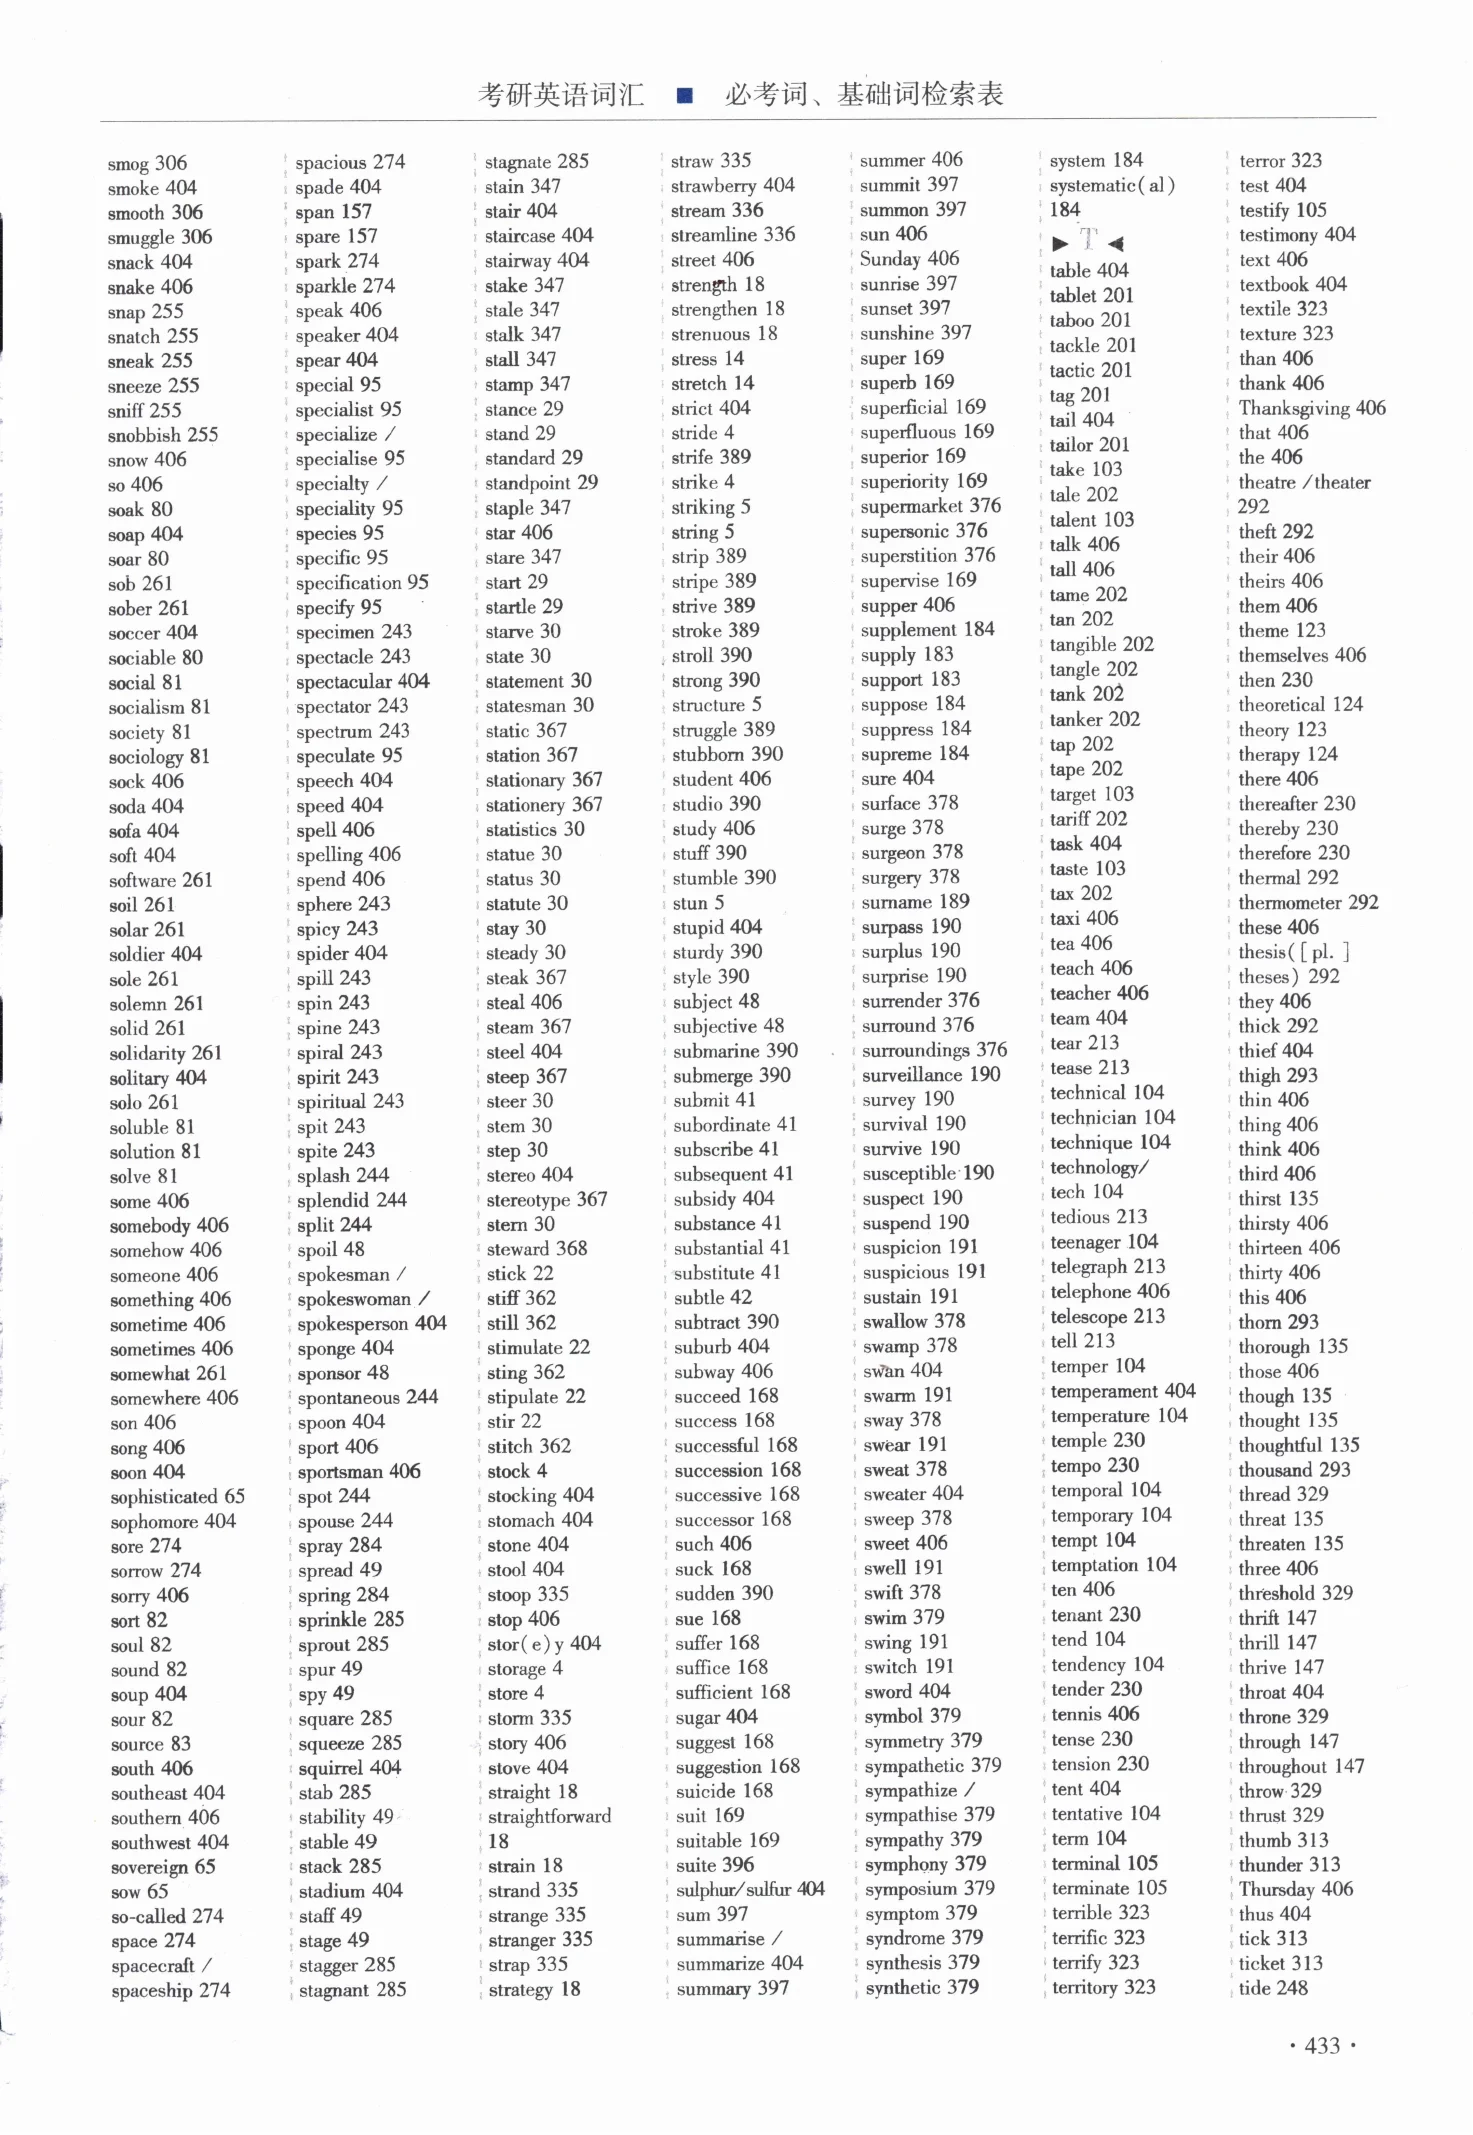 考研英语词汇 ■ 必考词、基础词检索表
smog 306
smoke 404
smooth 306
smuggle 306
snack 404
snake 406
snap 255
snatch 255
sneak 255
sneeze 255
sniff 255
snobbish 255
snow 406
so 406
soak 80
soap 404
soar 80
sob 261
sober 261
soccer 404
sociable 80
social 81
socialism 81
society 81
sociology 81
sock 406
soda 404
sofa 404
soft 404
software 261
soil 261
solar 261
soldier 404
sole 261
solemn 261
solid 261
solidarity 261
solitary 404
solo 261
soluble 81
solution 81
solve 81
some 406
somebody 406
somehow 406
someone 406
something 406
sometime 406
sometimes 406
somewhat 261
somewhere 406
son 406
song 406
soon 404
sophisticated 65
sophomore 404
sore 274
sorrow 274
sorry 406
sort 82
soul 82
sound 82
soup 404
sour 82
source 83
south 406
southeast 404
southern 406
southwest 404
sovereign 65
sow 65
so-called 274
space 274
spacecraft /
spaceship 274
spacious 274
spade 404
span 157
spare 157
spark 274
sparkle 274
speak 406
speaker 404
spear 404
special 95
specialist 95
specialize /
specialise 95
specialty /
speciality 95
species 95
specific 95
specification 95
specify 95
specimen 243
spectacle 243
spectacular 404
spectator 243
spectrum 243
speculate 95
speech 404
speed 404
spell 406
spelling 406
spend 406
sphere 243
spicy 243
spider 404
spill 243
spin 243
spine 243
spiral 243
spirit 243
spiritual 243
spit 243
spite 243
splash 244
splendid 244
split 244
spoil 48
spokesman /
spokeswoman /
spokesperson 404
sponge 404
sponsor 48
spontaneous 244
spoon 404
sport 406
sportsman 406
spot 244
spouse 244
spray 284
spread 49
spring 284
sprinkle 285
sprout 285
spur 49
spy 49
square 285
squeeze 285
squirrel 404
stab 285
stability 49
stable 49
stack 285
stadium 404
staff 49
stage 49
stagger 285
stagnant 285
stagnate 285
stain 347
stair 404
staircase 404
stairway 404
stake 347
stale 347
stalk 347
stall 347
stamp 347
stance 29
stand 29
standard 29
standpoint 29
staple 347
star 406
stare 347
start 29
startle 29
starve 30
state 30
statement 30
statesman 30
static 367
station 367
stationary 367
stationery 367
statistics 30
statue 30
status 30
statute 30
stay 30
steady 30
steak 367
steal 406
steam 367
steel 404
steep 367
steer 30
stem 30
step 30
stereo 404
stereotype 367
stern 30
steward 368
stick 22
stiff 362
still 362
stimulate 22
sting 362
stipulate 22
stir 22
stitch 362
stock 4
stocking 404
stomach 404
stone 404
stool 404
stoop 335
stop 406
stor(e)y 404
storage 4
store 4
storm 335
story 406
stove 404
straight 18
straightforward
18
strain 18
strand 335
strange 335
stranger 335
strap 335
strategy 18
straw 335
strawberry 404
stream 336
streamline 336
street 406
strength 18
strengthen 18
strenuous 18
stress 14
stretch 14
strict 404
stride 4
strife 389
strike 4
striking 5
string 5
strip 389
stripe 389
strive 389
stroke 389
stroll 390
strong 390
structure 5
struggle 389
stubborn 390
student 406
studio 390
study 406
stuff 390
stumble 390
stun 5
stupid 404
sturdy 390
style 390
subject 48
subjective 48
submarine 390
submerge 390
submit 41
subordinate 41
subscribe 41
subsequent 41
subsidy 404
substance 41
substantial 41
substitute 41
subtle 42
subtract 390
suburb 404
subway 406
succeed 168
success 168
successful 168
succession 168
successive 168
successor 168
such 406
suck 168
sudden 390
sue 168
suffer 168
suffice 168
sufficient 168
sugar 404
suggest 168
suggestion 168
suicide 168
suit 169
suitable 169
suite 396
sulphur/sulfur 404
sum 397
summarise /
summarize 404
summary 397
summer 406
summit 397
summon 397
sun 406
Sunday 406
sunrise 397
sunset 397
sunshine 397
super 169
superb 169
superficial 169
superfluous 169
superior 169
superiority 169
supermarket 376
supersonic 376
superstition 376
supervise 169
supper 406
supplement 184
supply 183
support 183
suppose 184
suppress 184
supreme 184
sure 404
surface 378
surge 378
surgeon 378
surgery 378
surname 189
surpass 190
surplus 190
surprise 190
surrender 376
surround 376
surroundings 376
surveillance 190
survey 190
survival 190
survive 190
susceptible 190
suspect 190
suspend 190
suspicion 191
suspicious 191
sustain 191
swallow 378
swamp 378
swan 404
swarm 191
sway 378
swear 191
sweat 378
sweater 404
sweep 378
sweet 406
swell 191
swift 378
swim 379
swing 191
switch 191
sword 404
symbol 379
symmetry 379
sympathetic 379
sympathize /
sympathise 379
sympathy 379
symphony 379
symposium 379
symptom 379
syndrome 379
synthesis 379
synthetic 379
system 184
systematic(al)
184
▶ T ◀
table 404
tablet 201
taboo 201
tackle 201
tactic 201
tag 201
tail 404
tailor 201
take 103
tale 202
talent 103
talk 406
tall 406
tame 202
tan 202
tangible 202
tangle 202
tank 202
tanker 202
tap 202
tape 202
target 103
tariff 202
task 404
taste 103
tax 202
taxi 406
tea 406
teach 406
teacher 406
team 404
tear 213
tease 213
technical 104
technician 104
technique 104
technology/
tech 104
tedious 213
teenager 104
telegraph 213
telephone 406
telescope 213
tell 213
temper 104
temperament 404
temperature 104
temple 230
tempo 230
temporal 104
temporary 104
tempt 104
temptation 104
ten 406
tenant 230
tend 104
tendency 104
tender 230
tennis 406
tense 230
tension 230
tent 404
tentative 104
term 104
terminal 105
terminate 105
terrible 323
terrific 323
terrify 323
territory 323
terror 323
test 404
testify 105
testimony 404
text 406
textbook 404
textile 323
texture 323
than 406
thank 406
Thanksgiving 406
that 406
the 406
theatre /theater
292
theft 292
their 406
theirs 406
them 406
theme 123
themselves 406
then 230
theoretical 124
theory 123
therapy 124
there 406
thereafter 230
thereby 230
therefore 230
thermal 292
thermometer 292
these 406
thesis([pl. ]
theses) 292
they 406
thick 292
thief 404
thigh 293
thin 406
thing 406
think 406
third 406
thirst 135
thirsty 406
thirteen 406
thirty 406
this 406
thorn 293
thorough 135
those 406
though 135
thought 135
thoughtful 135
thousand 293
thread 329
threat 135
threaten 135
three 406
threshold 329
thrift 147
thrill 147
thrive 147
throat 404
throne 329
through 147
throughout 147
throw 329
thrust 329
thumb 313
thunder 313
Thursday 406
thus 404
tick 313
ticket 313
tide 248
· 433 ·